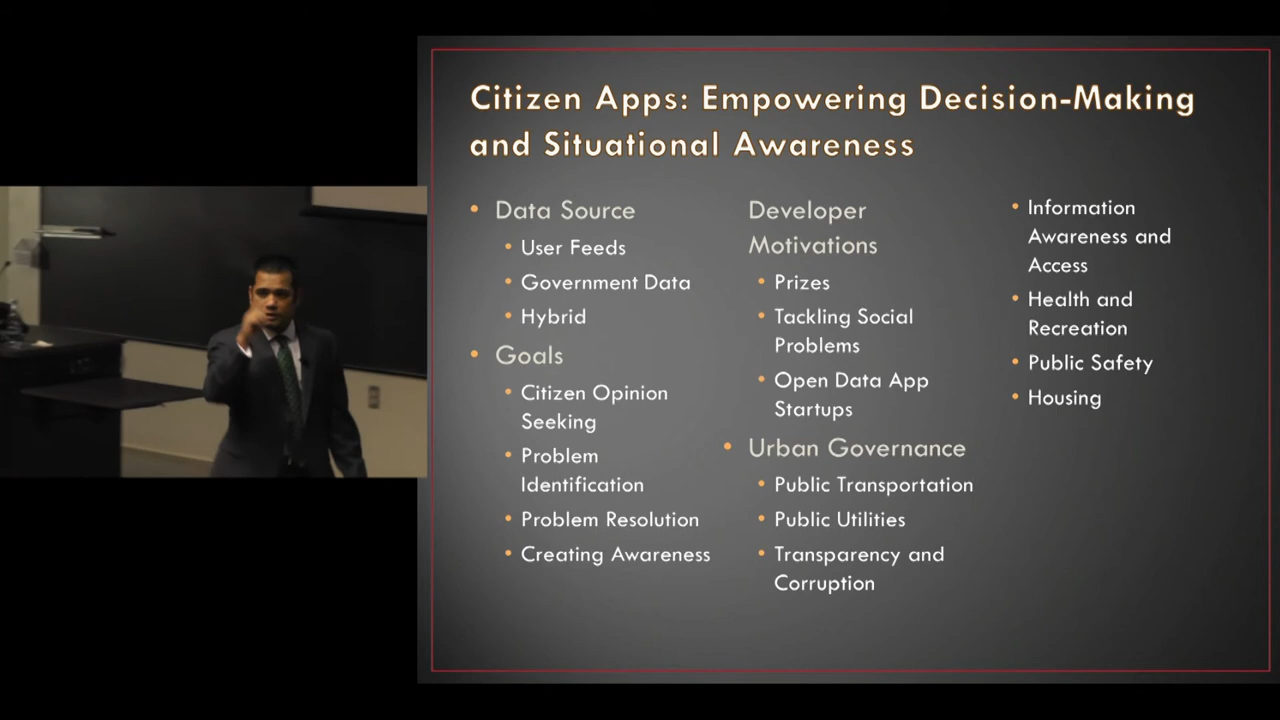 Citizen Apps: Empowering Decision-Making
and Situational Awareness
• Data Source
• User Feeds
• Government Data
• Hybrid
• Goals
• Citizen Opinion
Seeking
• Problem
Identification
• Problem Resolution
• Creating Awareness
Developer
Motivations
• Prizes
• Tackling Social
Problems
• Open Data App
Startups
• Urban Governance
• Public Transportation
• Public Utilities
• Transparency and
Corruption
• Information
Awareness and
Access
• Health and
Recreation
• Public Safety
• Housing